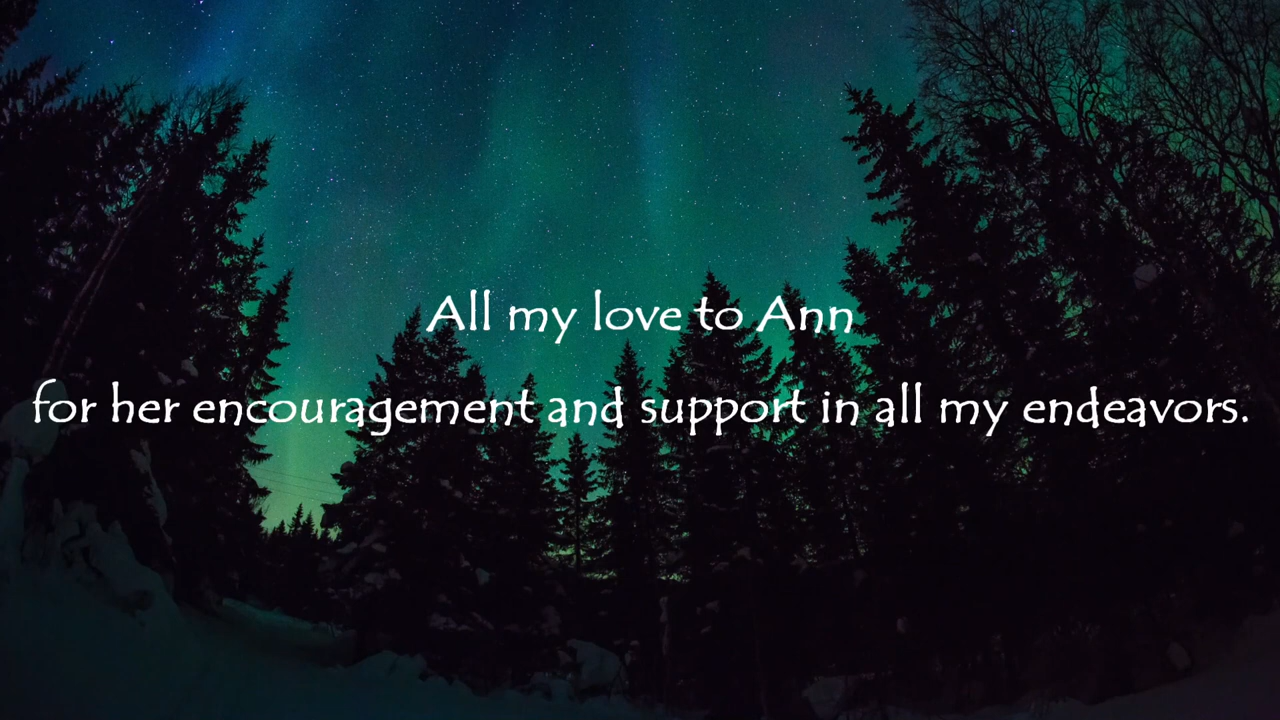 All my love to Ann
for her encouragement and support in all my endeavors.